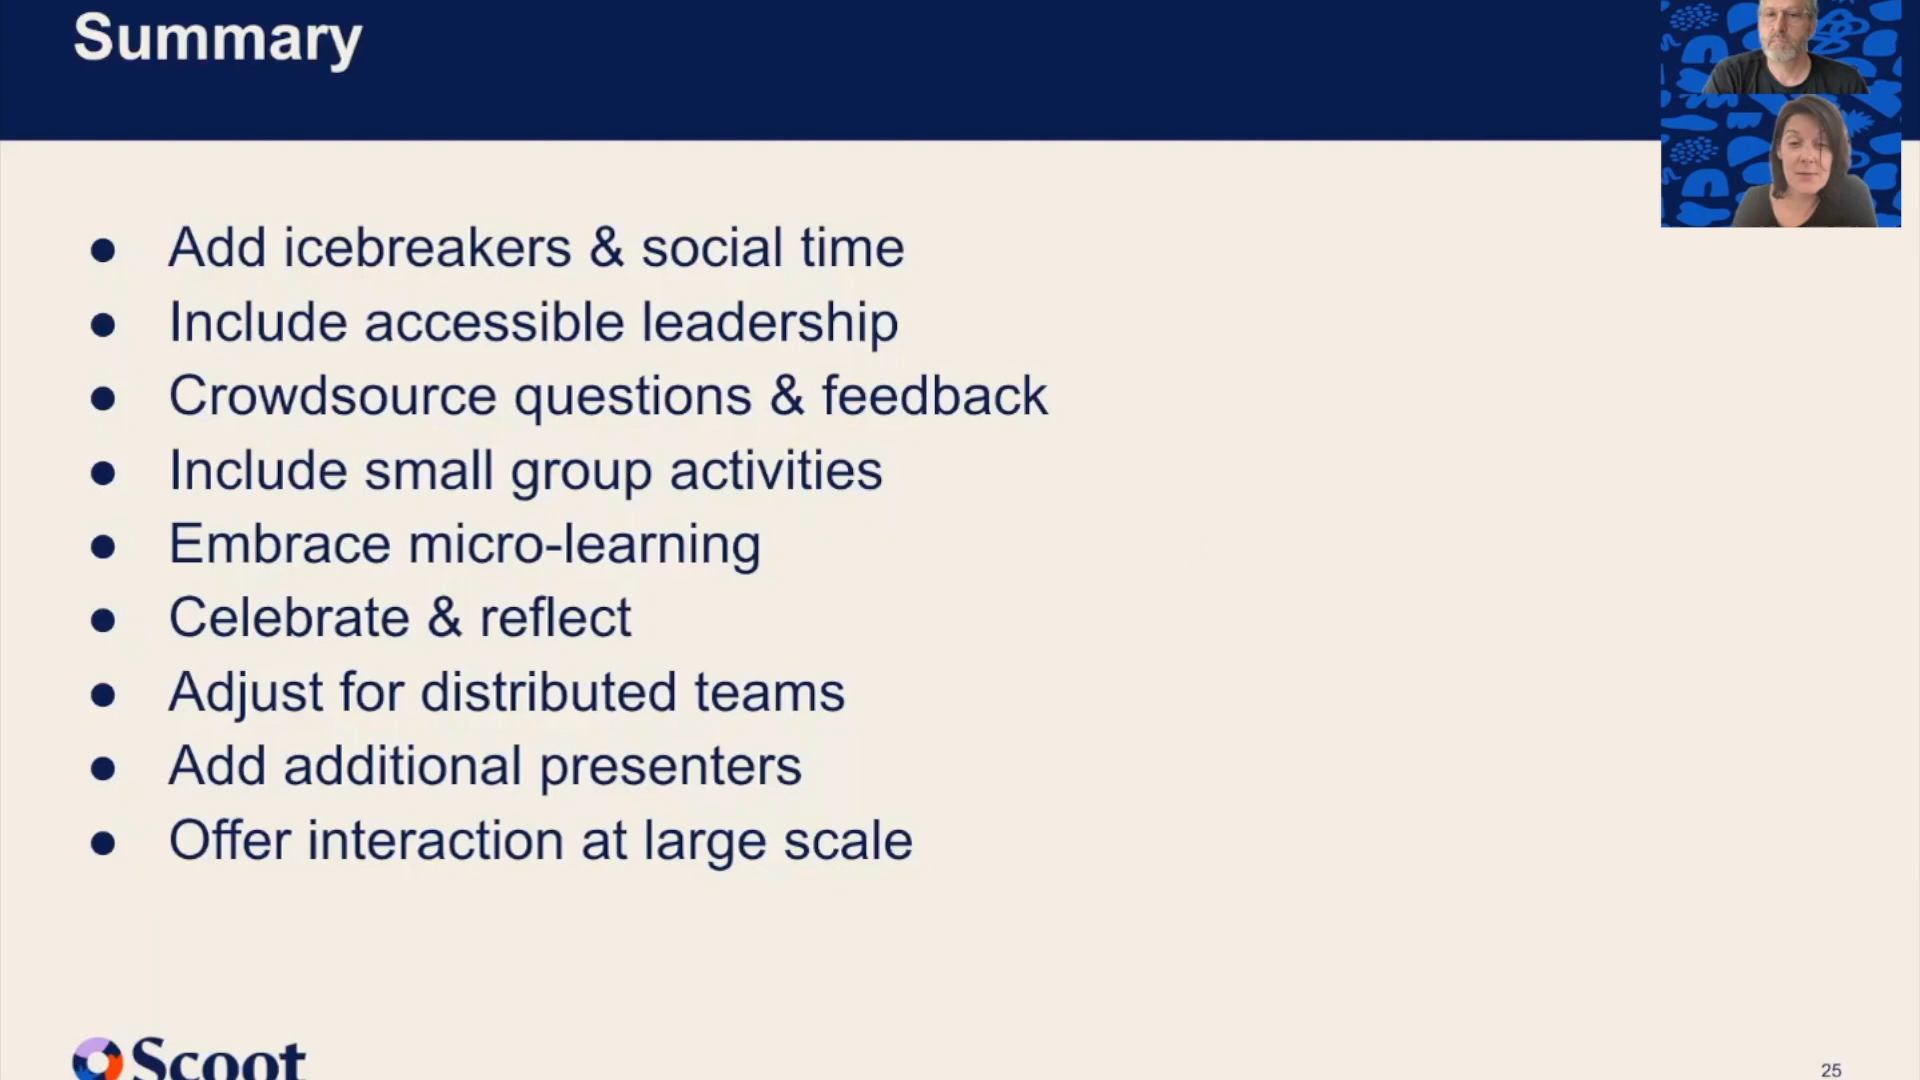 Summary
● Add icebreakers & social time
● Include accessible leadership
● Crowdsource questions & feedback
● Include small group activities
● Embrace micro-learning
● Celebrate & reflect
● Adjust for distributed teams
● Add additional presenters
● Offer interaction at large scale
Scoot
25